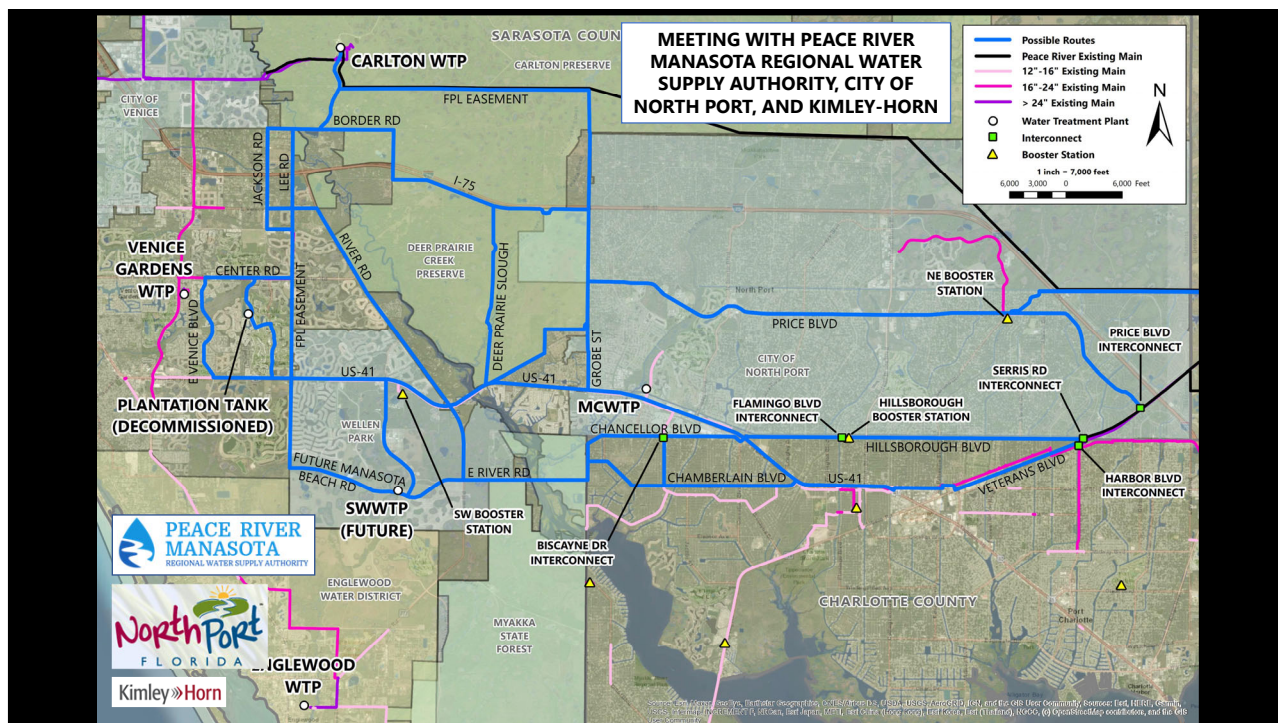 SARASOTA COUN
CARLTON PRESERVE
MEETING WITH PEACE RIVER
MANASOTA REGIONAL WATER
SUPPLY AUTHORITY, CITY OF
NORTH PORT, AND KIMLEY-HORN
Possible Routes
Peace River Existing Main
12"-16" Existing Main
16"-24" Existing Main
> 24" Existing Main
Water Treatment Plant
Interconnect
Booster Station
N
1 inch = 7,000 feet
6,000 3,000 0 6,000 Feet
CARLTON WTP
CITY OF
VENICE
FPL EASEMENT
BORDER RD
JACKSON RD
LEE RD
I-75
RIVER RD
DEER PRAIRIE
CREEK
PRESERVE
DEER PRAIRIE SLOUGH
VENICE
GARDENS
WTP
CENTER RD
FPL EASEMENT
E VENICE BLVD
NE BOOSTER
STATION
North Port
PRICE BLVD
PRICE BLVD
INTERCONNECT
GROBE ST
CITY OF
NORTH PORT
SERRIS RD
INTERCONNECT
US-41
US-41
PLANTATION TANK
(DECOMMISSIONED)
MCWTP
FLAMINGO BLVD
INTERCONNECT
HILLSBOROUGH
BOOSTER STATION
WELLEN
PARK
CHANCELLOR BLVD
HILLSBOROUGH BLVD
FUTURE MANASOTA
BEACH RD
E RIVER RD
CHAMBERLAIN BLVD
US-41
VETERANS BLVD
HARBOR BLVD
INTERCONNECT
SWWTP
(FUTURE)
SW BOOSTER
STATION
BISCAYNE DR
INTERCONNECT
PEACE RIVER
MANASOTA
REGIONAL WATER SUPPLY AUTHORITY
ENGLEWOOD
WATER DISTRICT
CHARLOTTE COUNTY
Port
Charlotte
MYAKKA
STATE
FOREST
NorthPort
FLORIDA
ENGLEWOOD
WTP
Kimley»Horn